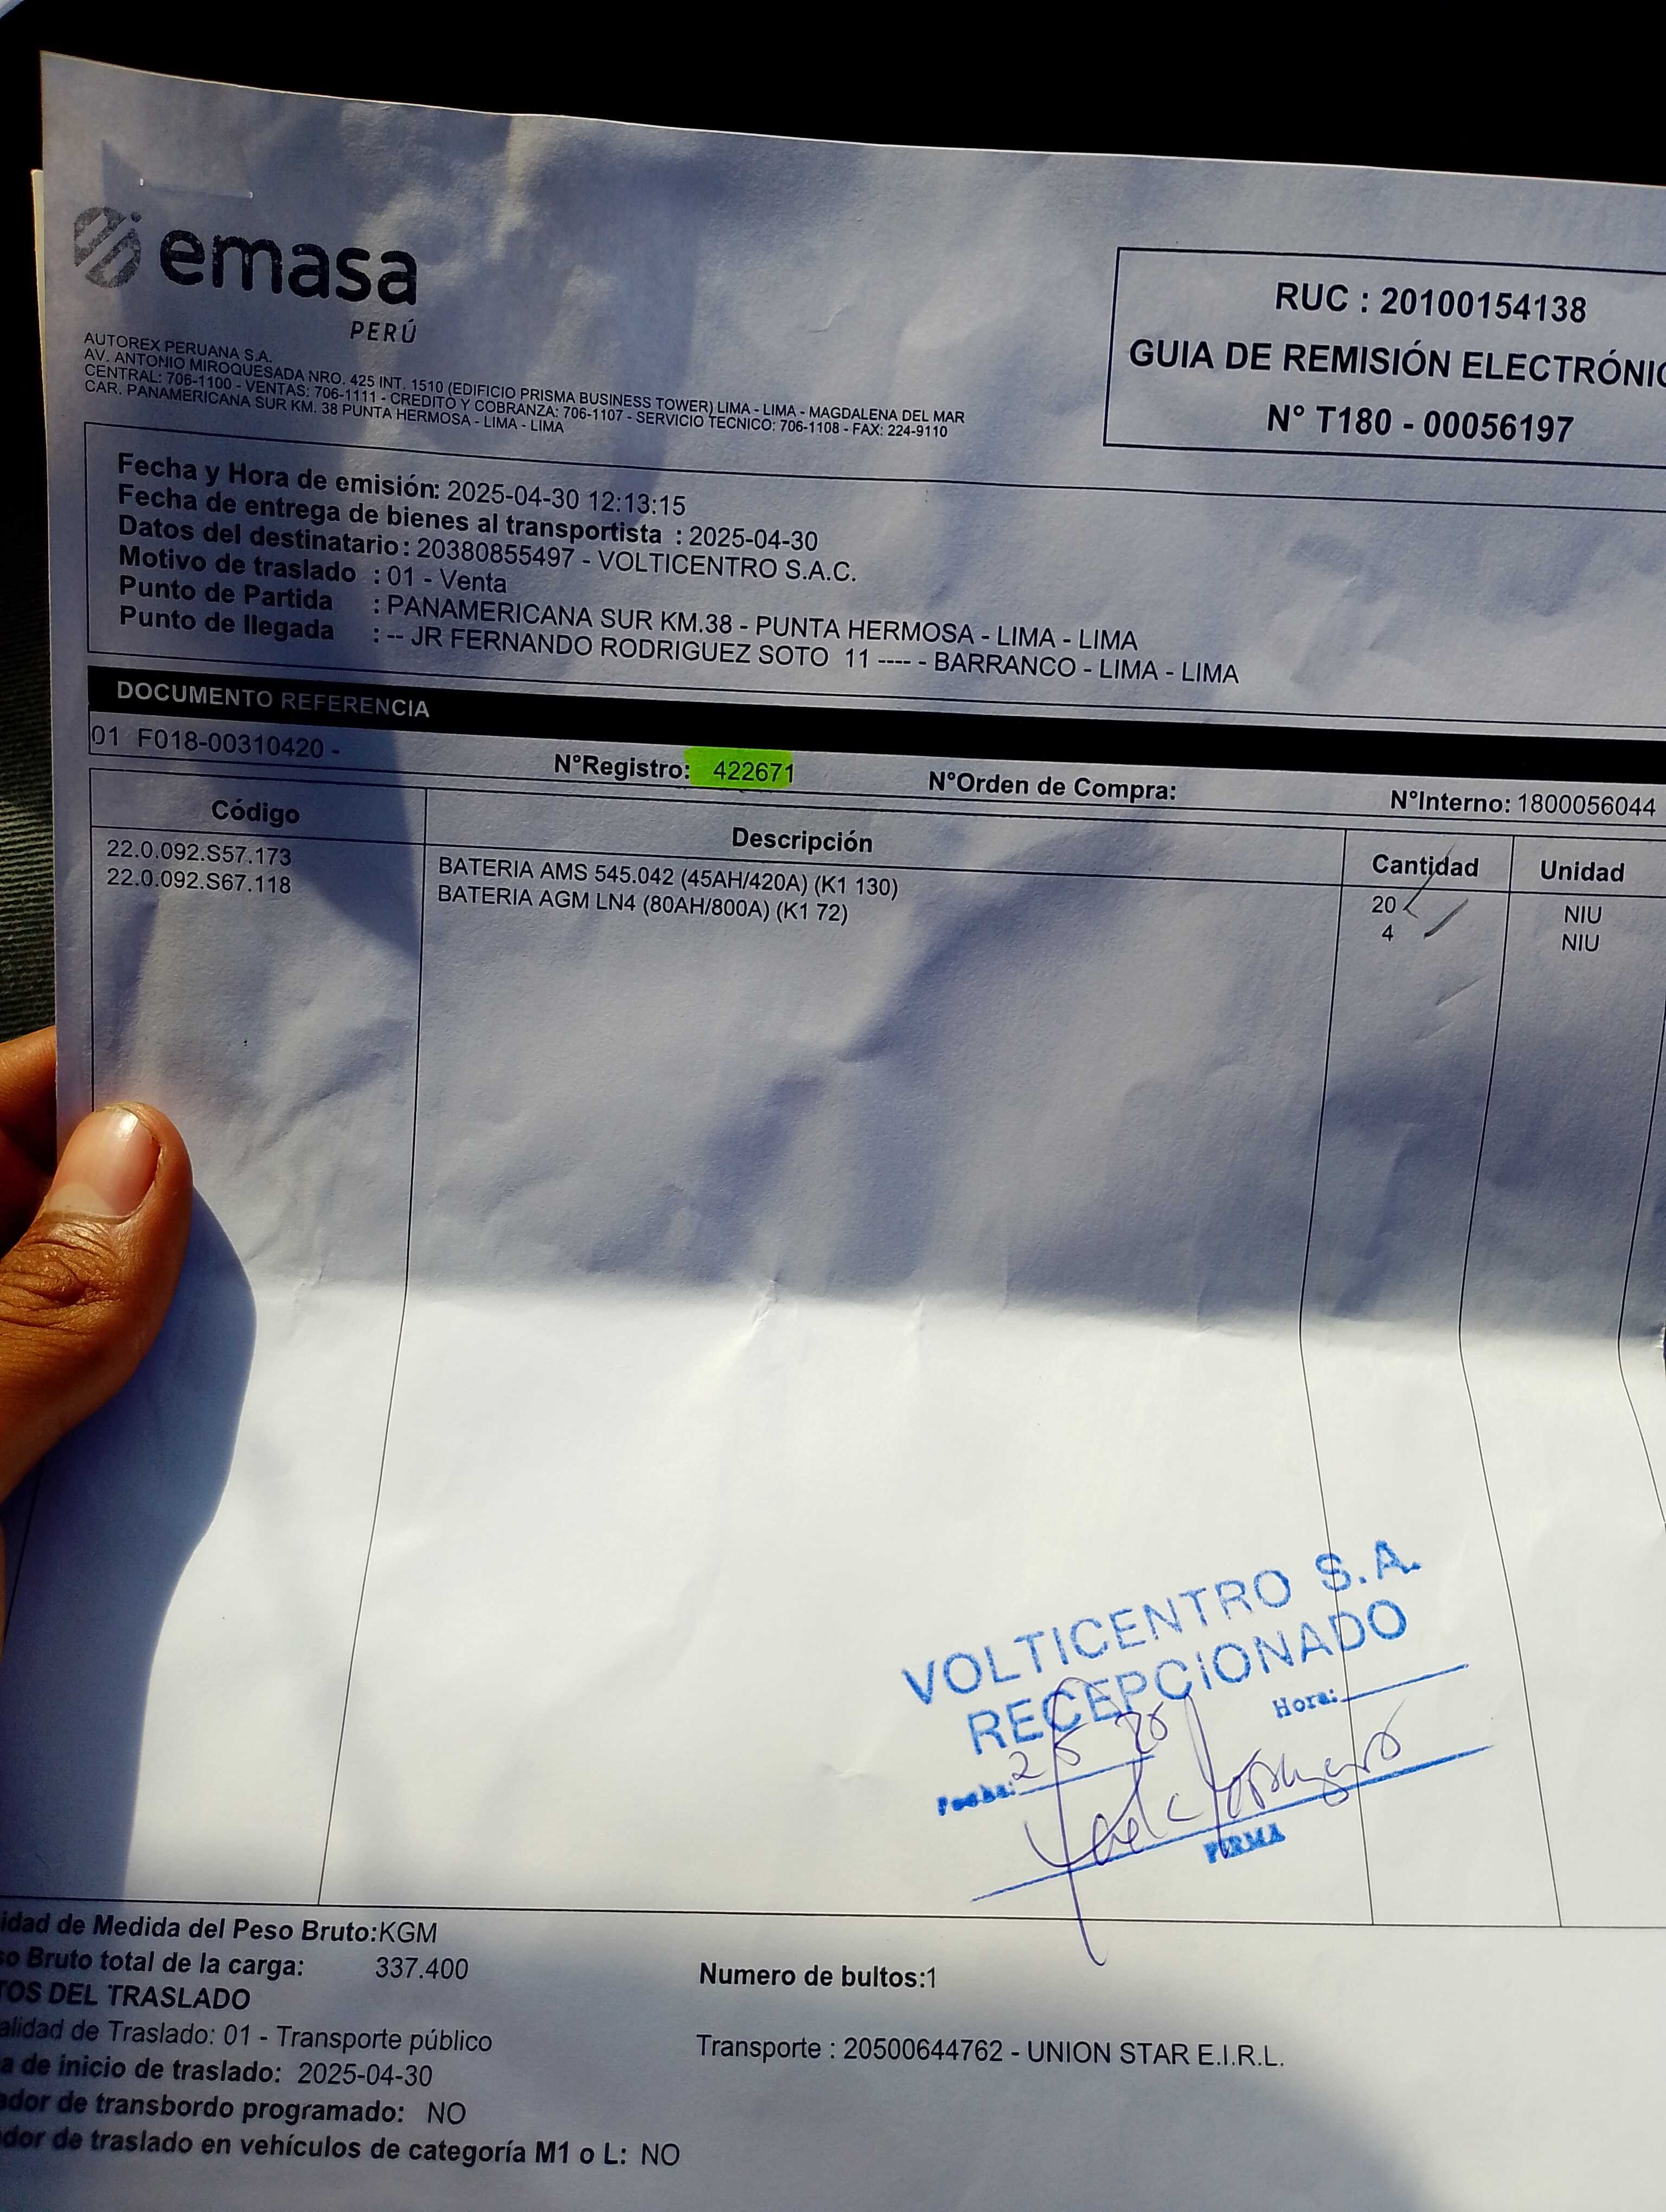 emasa
PERÚ
AUTOREX PERUANA S.A.
AV. ANTONIO MIROQUESADA NRO. 425 INT. 1510 (EDIFICIO PRISMA BUSINESS TOWER) LIMA - LIMA - MAGDALENA DEL MAR
CENTRAL: 706-1100 - VENTAS: 706-1111 - CREDITO Y COBRANZA: 706-1107 - SERVICIO TECNICO: 706-1108 - FAX: 224-9110
CAR. PANAMERICANA SUR KM. 38 PUNTA HERMOSA - LIMA - LIMA
RUC : 20100154138
GUIA DE REMISIÓN ELECTRÓNIC
N° T180 - 00056197
Fecha y Hora de emisión: 2025-04-30 12:13:15
Fecha de entrega de bienes al transportista : 2025-04-30
Datos del destinatario : 20380855497 - VOLTICENTRO S.A.C.
Motivo de traslado : 01 - Venta
Punto de Partida : PANAMERICANA SUR KM.38 - PUNTA HERMOSA - LIMA - LIMA
Punto de llegada : -- JR FERNANDO RODRIGUEZ SOTO 11 ---- - BARRANCO - LIMA - LIMA
DOCUMENTO REFERENCIA
01 F018-00310420 - N°Registro: 422671 N°Orden de Compra: N°Interno: 1800056044
Código Descripción Cantidad Unidad
22.0.092.S57.173 BATERIA AMS 545.042 (45AH/420A) (K1 130) 20 NIU
22.0.092.S67.118 BATERIA AGM LN4 (80AH/800A) (K1 72) 4 NIU
VOLTICENTRO S.A.
RECEPCIONADO
Fecha: 2 5 Hora:
FIRMA
idad de Medida del Peso Bruto:KGM
so Bruto total de la carga: 337.400 Numero de bultos:1
TOS DEL TRASLADO
alidad de Traslado: 01 - Transporte público Transporte : 20500644762 - UNION STAR E.I.R.L.
a de inicio de traslado: 2025-04-30
ador de transbordo programado: NO
dor de traslado en vehículos de categoría M1 o L: NO